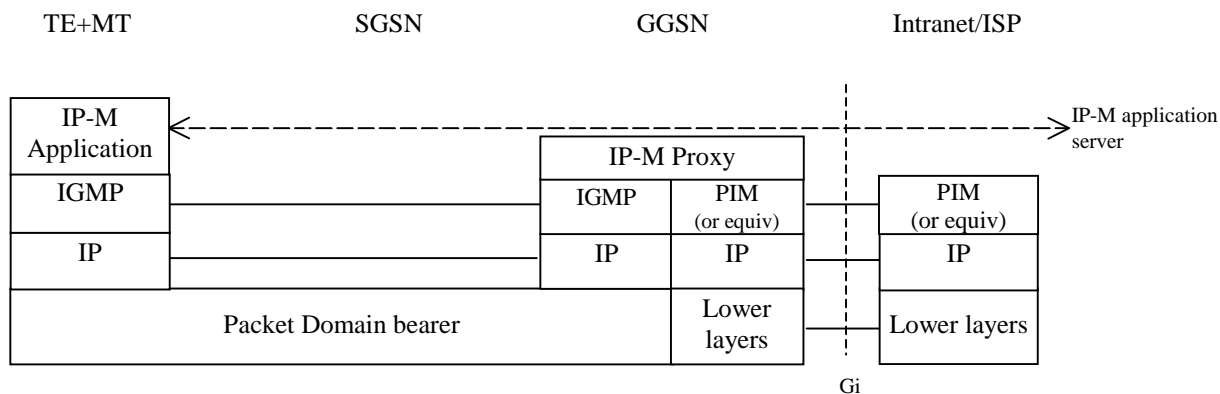 TE+MT SGSN GGSN Intranet/ISP
IP-M
Application
IP-M application
server
IP-M Proxy
IGMP IGMP PIM
(or equiv)
PIM
(or equiv)
IP IP IP IP
Packet Domain bearer
Lower
layers
Lower layers
Gi